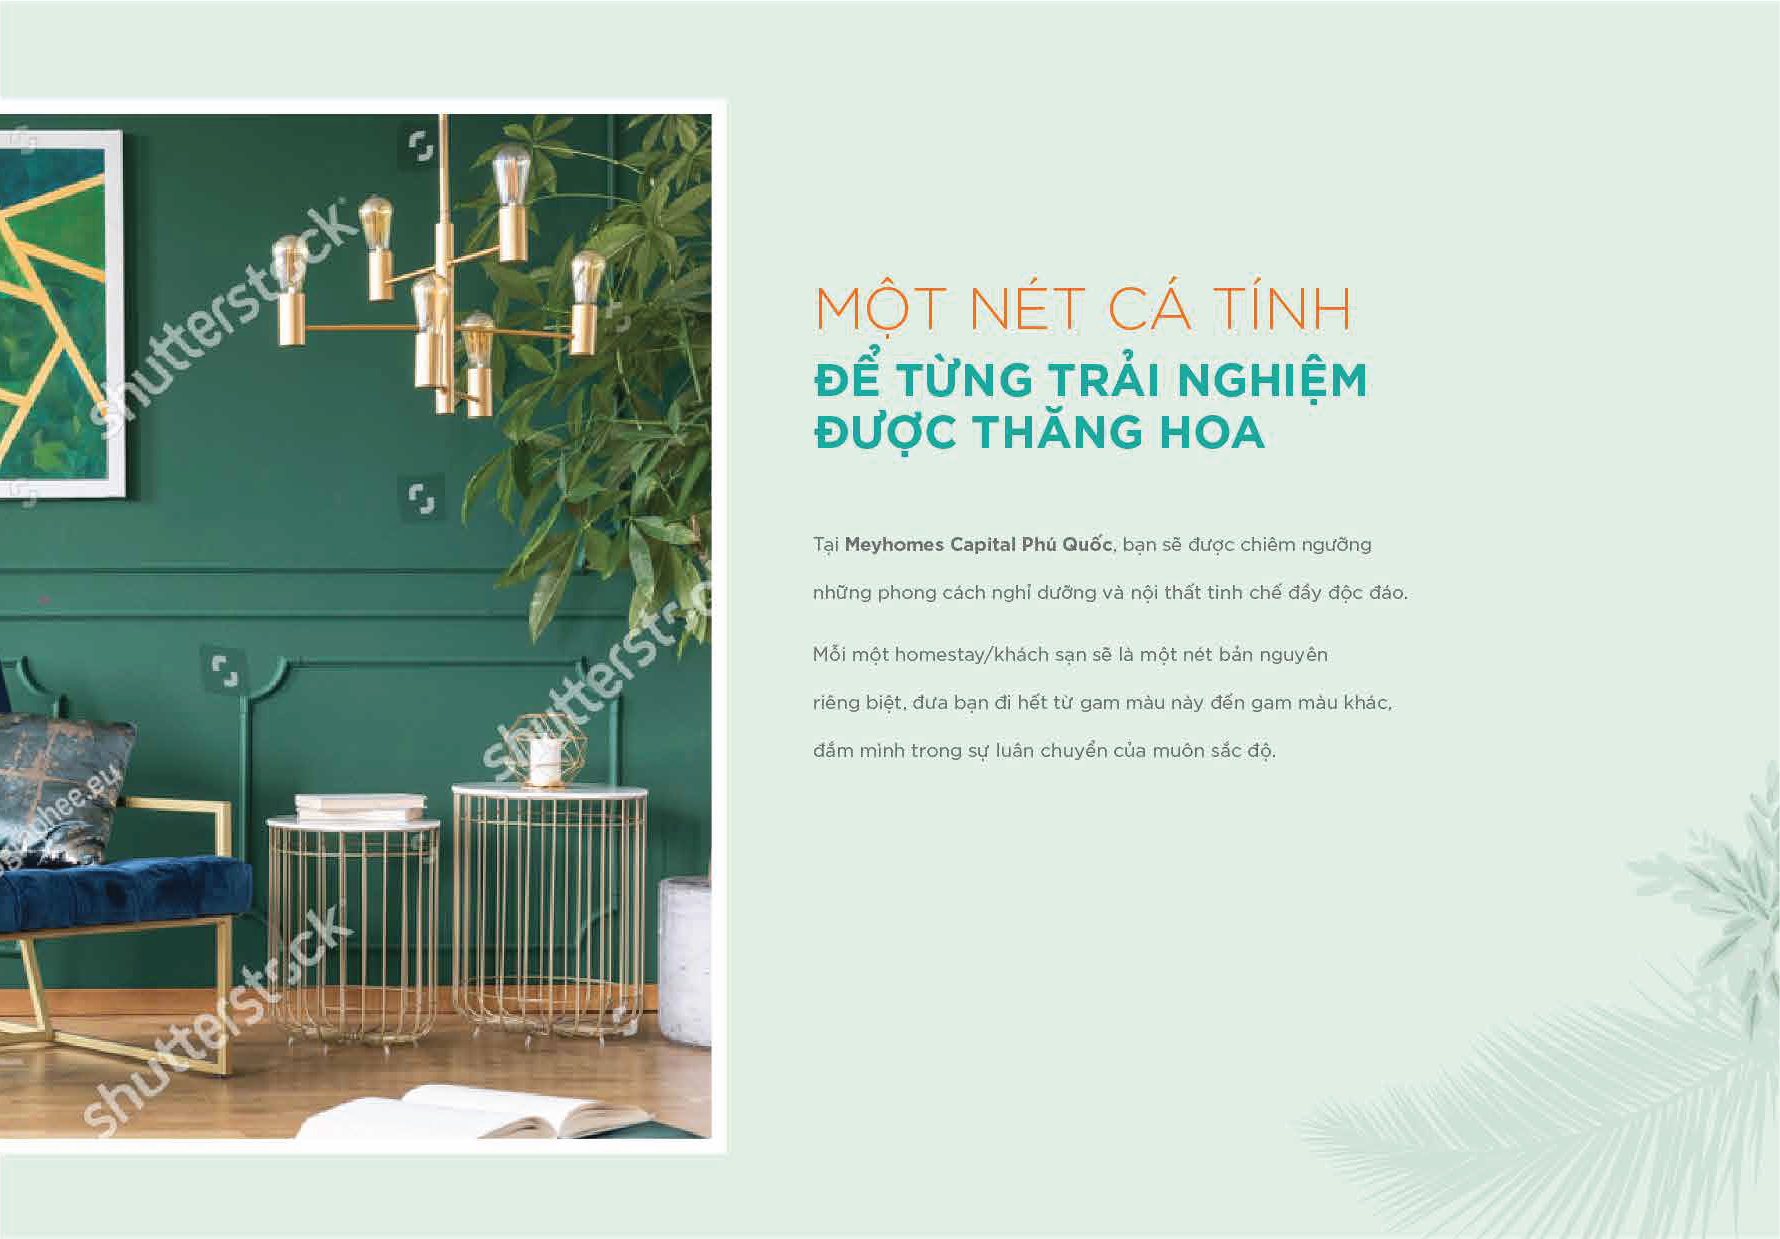 MỘT NÉT CÁ TÍNH
ĐỂ TỪNG TRẢI NGHIỆM
ĐƯỢC THĂNG HOA
Tại Meyhomes Capital Phú Quốc, bạn sẽ được chiêm ngưỡng
những phong cách nghỉ dưỡng và nội thất tinh chế đầy độc đáo.
Mỗi một homestay/khách sạn sẽ là một nét bản nguyên
riêng biệt, đưa bạn đi hết từ gam màu này đến gam màu khác,
đắm mình trong sự luân chuyển của muôn sắc độ.
shutterstock
shutterstock
shutterstock